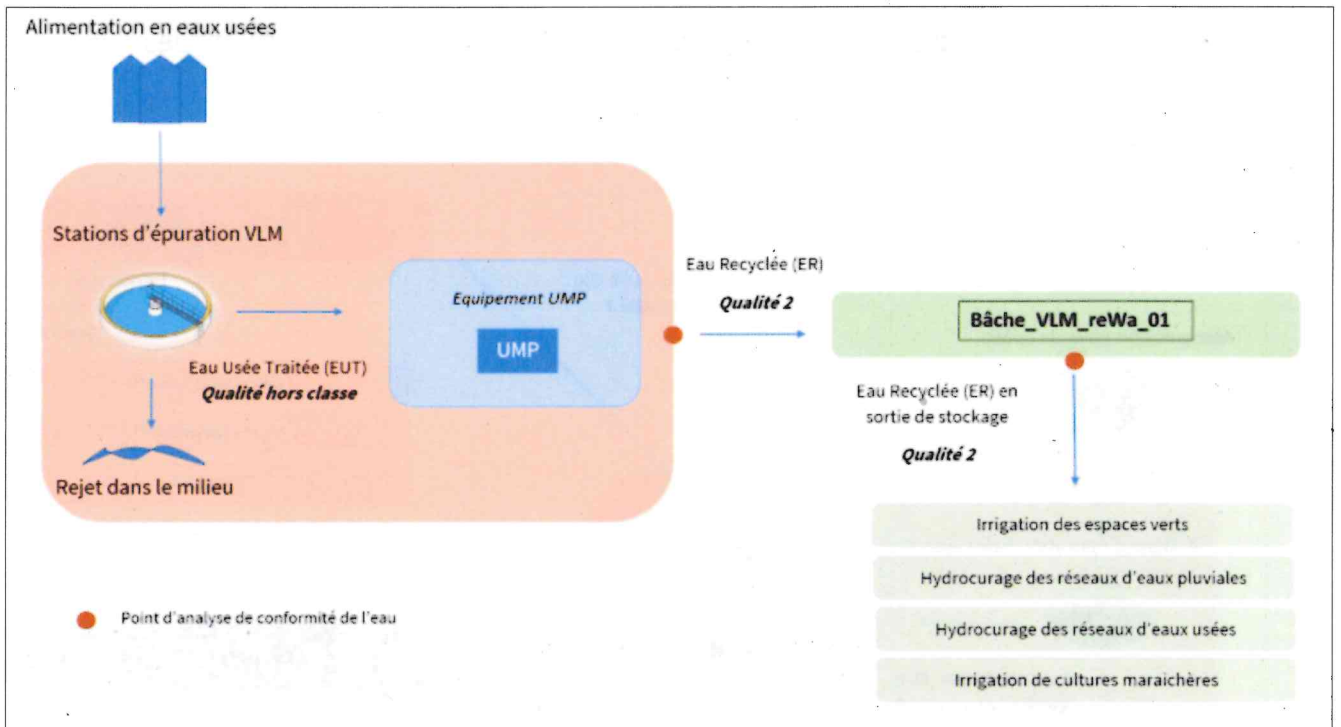 Alimentation en eaux usées
Stations d'épuration VLM
Eau Usée Traitée (EUT)
Qualité hors classe
Rejet dans le milieu
Equipement UMP
UMP
Eau Recyclée (ER)
Qualité 2
Bâche_VLM_reWa_01
Eau Recyclée (ER) en
sortie de stockage
Qualité 2
Irrigation des espaces verts
Hydrocurage des réseaux d'eaux pluviales
Hydrocurage des réseaux d'eaux usées
Irrigation de cultures maraichères
Point d'analyse de conformité de l'eau